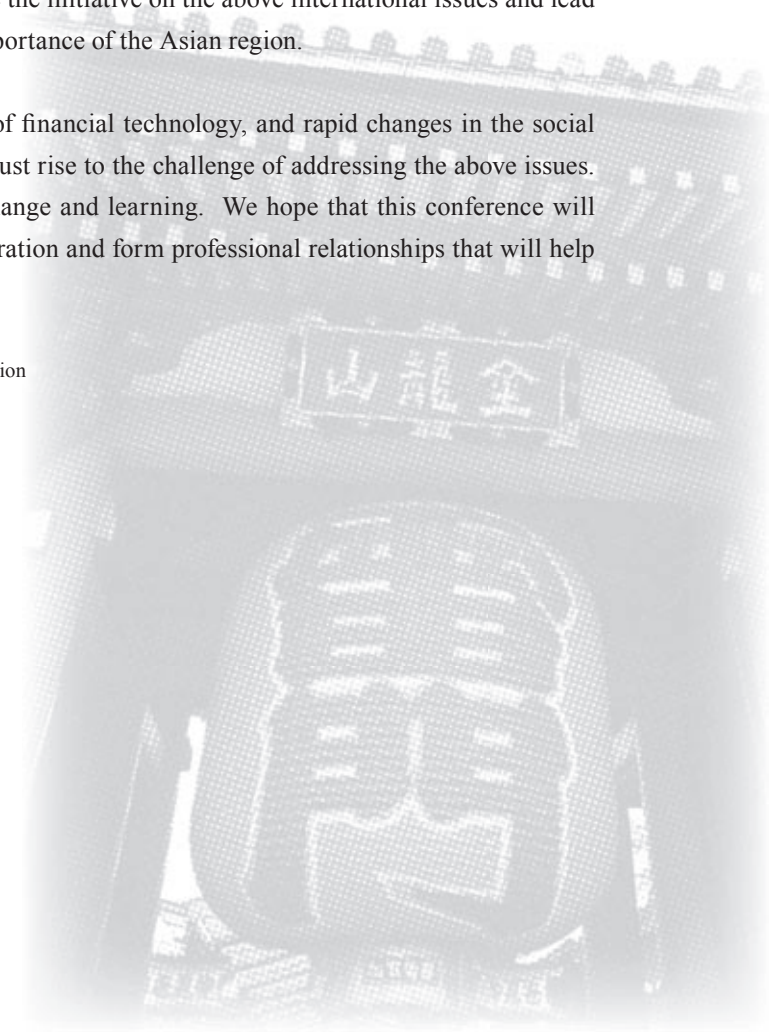 the initiative on the above international issues and lead
portance of the Asian region.
of financial technology, and rapid changes in the social
ust rise to the challenge of addressing the above issues.
ange and learning. We hope that this conference will
ration and form professional relationships that will help
ion
金龍山